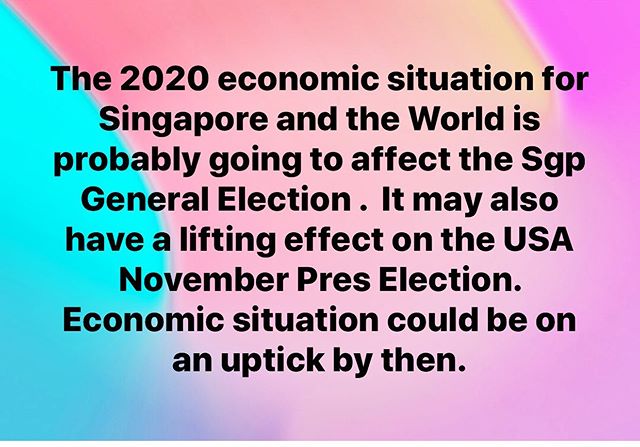 The 2020 economic situation for
Singapore and the World is
probably going to affect the Sgp
General Election .  It may also
have a lifting effect on the USA
November Pres Election.
Economic situation could be on
an uptick by then.